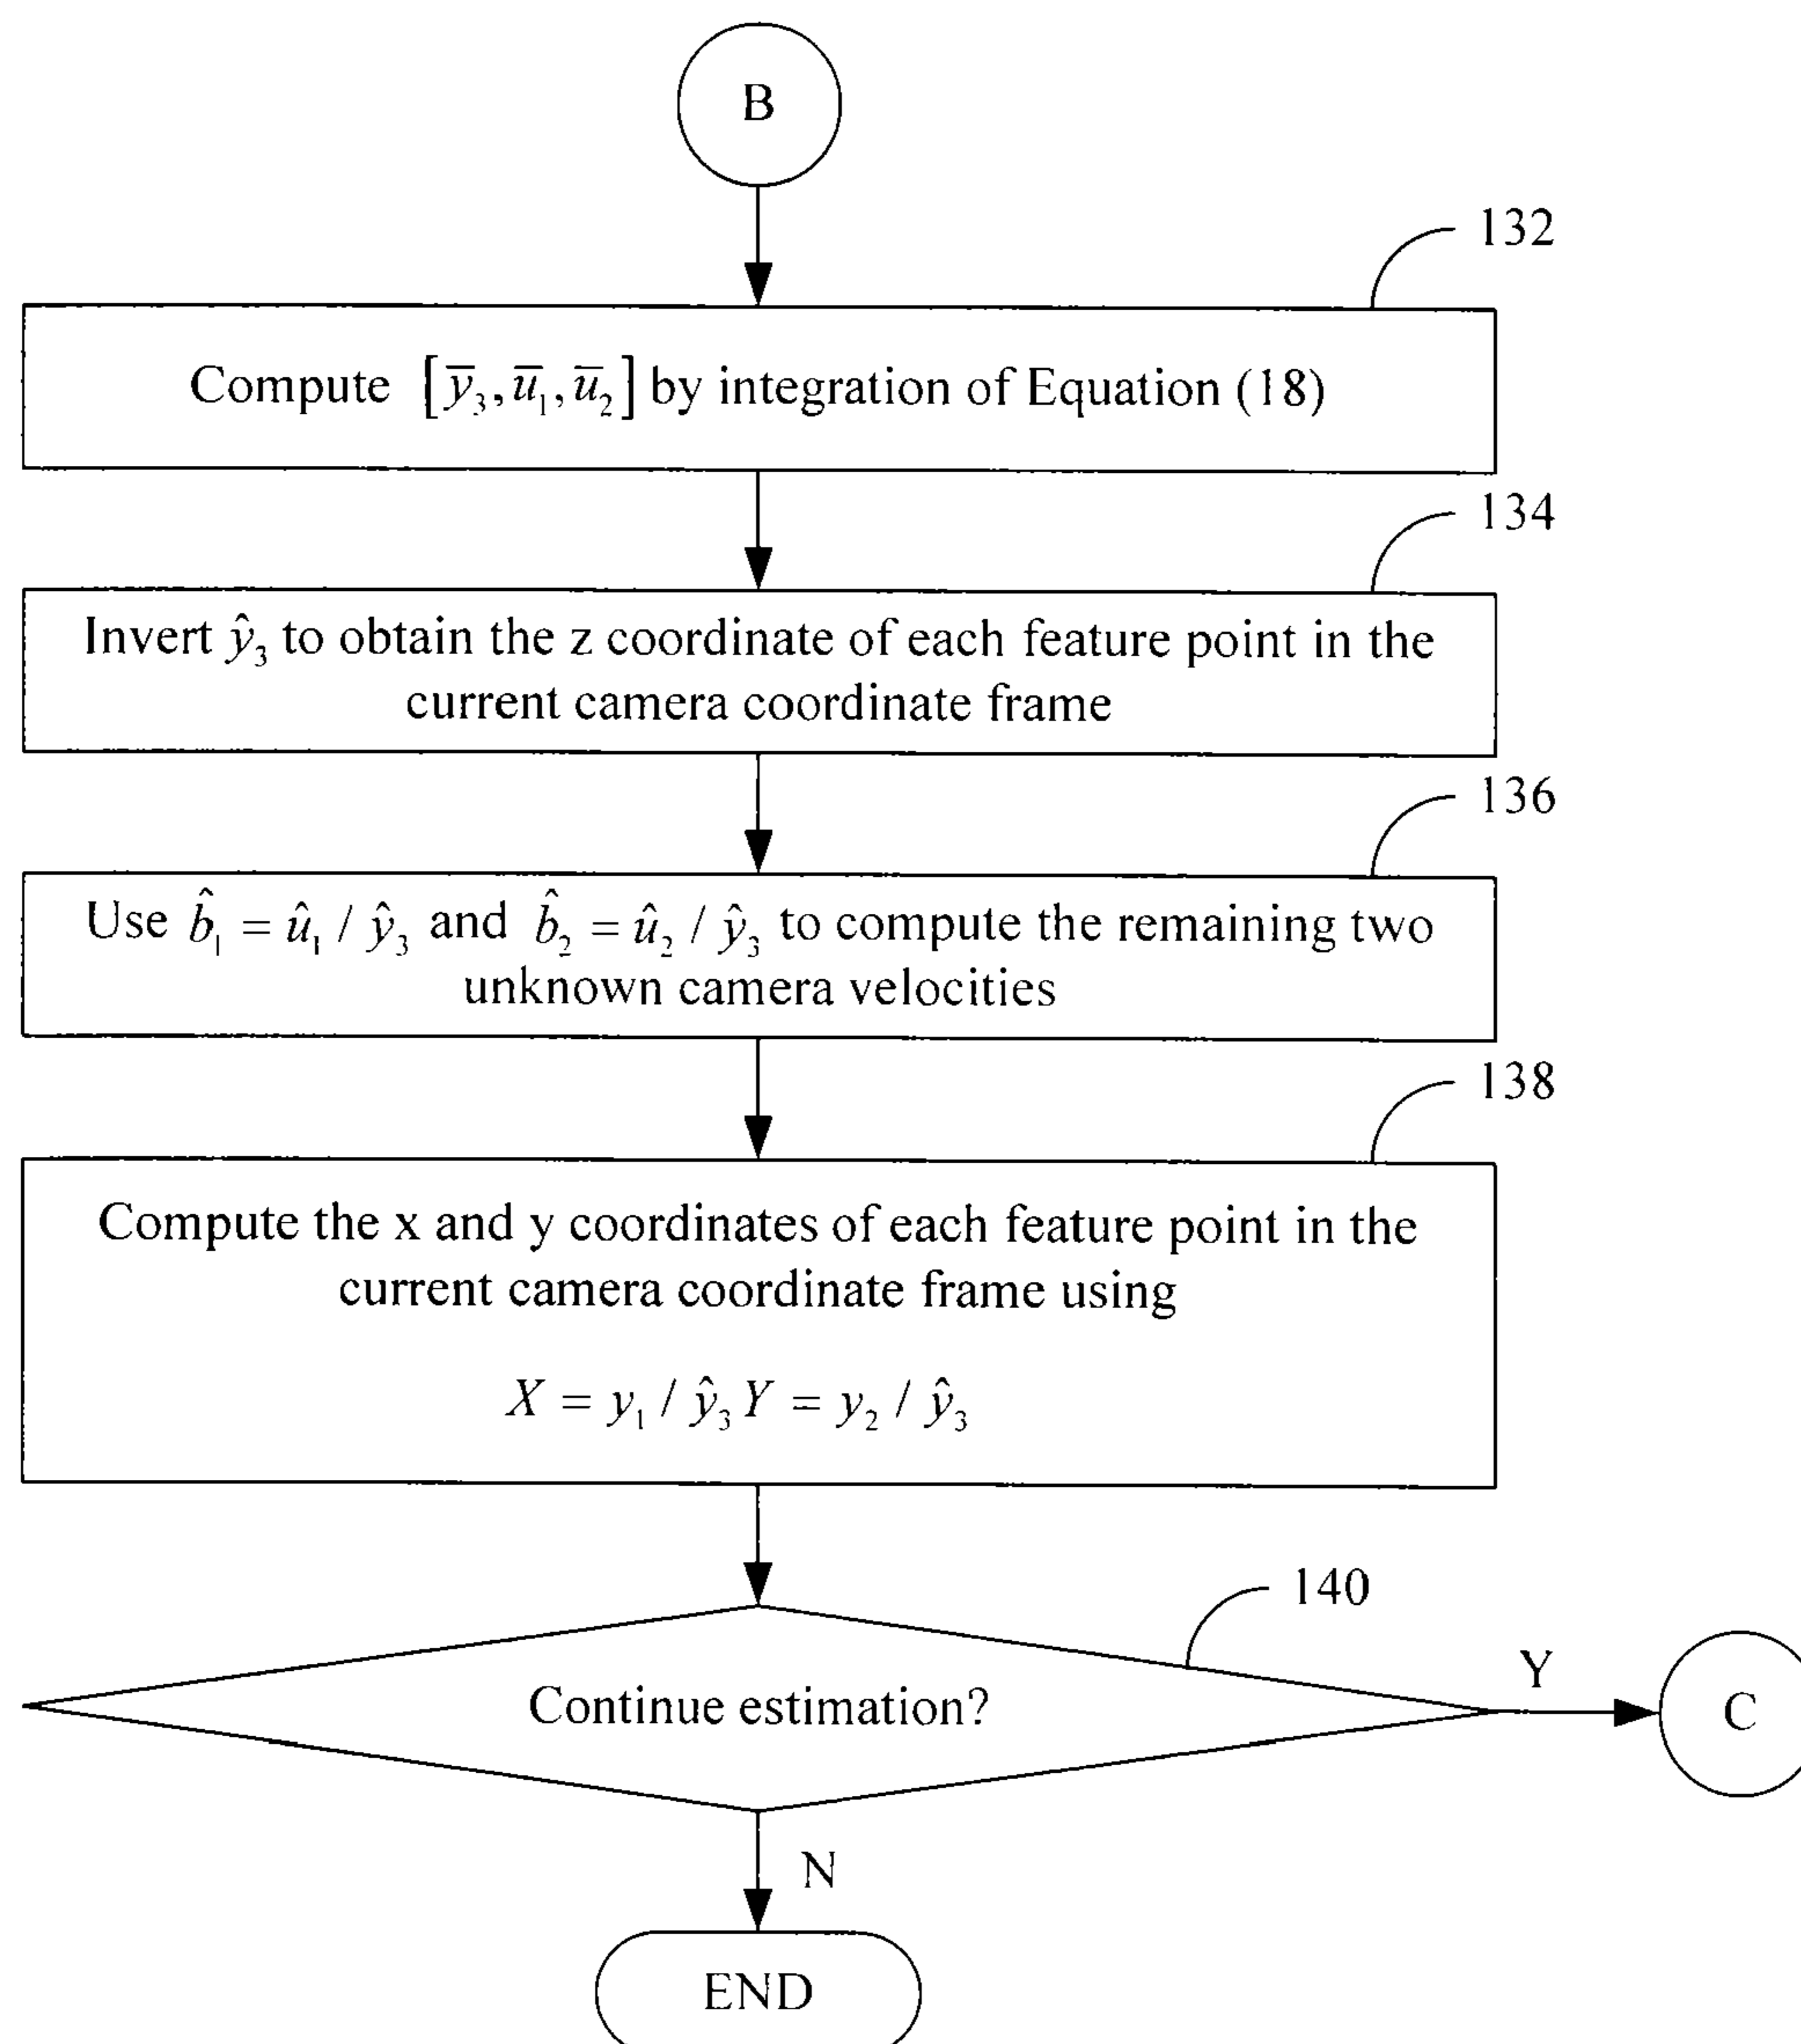 B
132
Compute [y̅₃, u̅₁, u̅₂] by integration of Equation (18)
134
Invert ŷ₃ to obtain the z coordinate of each feature point in the
current camera coordinate frame
136
Use b̂₁ = û₁ / ŷ₃ and b̂₂ = û₂ / ŷ₃ to compute the remaining two
unknown camera velocities
138
Compute the x and y coordinates of each feature point in the
current camera coordinate frame using
X = y₁ / ŷ₃ Y = y₂ / ŷ₃
140
Continue estimation?
Y
C
N
END